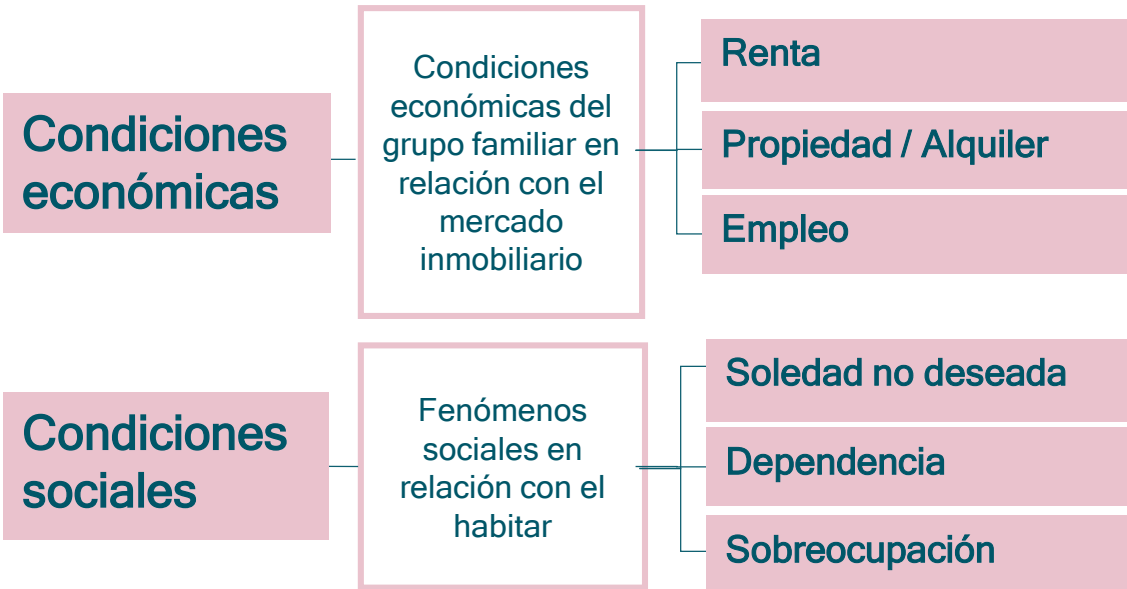 Condiciones
económicas
Condiciones
económicas del
grupo familiar en
relación con el
mercado
inmobiliario
Renta
Propiedad / Alquiler
Empleo
Condiciones
sociales
Fenómenos
sociales en
relación con el
habitar
Soledad no deseada
Dependencia
Sobreocupación